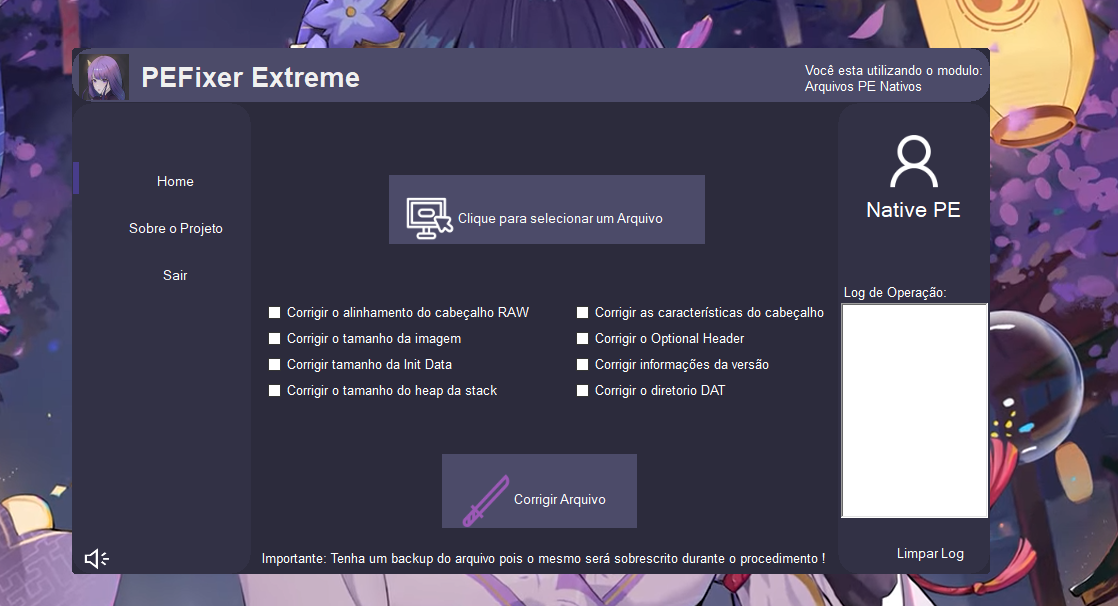 PEFixer Extreme
Você esta utilizando o modulo:
Arquivos PE Nativos
Home
Sobre o Projeto
Sair
Clique para selecionar um Arquivo
Native PE
Log de Operação:
Corrigir o alinhamento do cabeçalho RAW
Corrigir o tamanho da imagem
Corrigir tamanho da Init Data
Corrigir o tamanho do heap da stack
Corrigir as características do cabeçalho
Corrigir o Optional Header
Corrigir informações da versão
Corrigir o diretorio DAT
Corrigir Arquivo
Importante: Tenha um backup do arquivo pois o mesmo será sobrescrito durante o procedimento !
Limpar Log